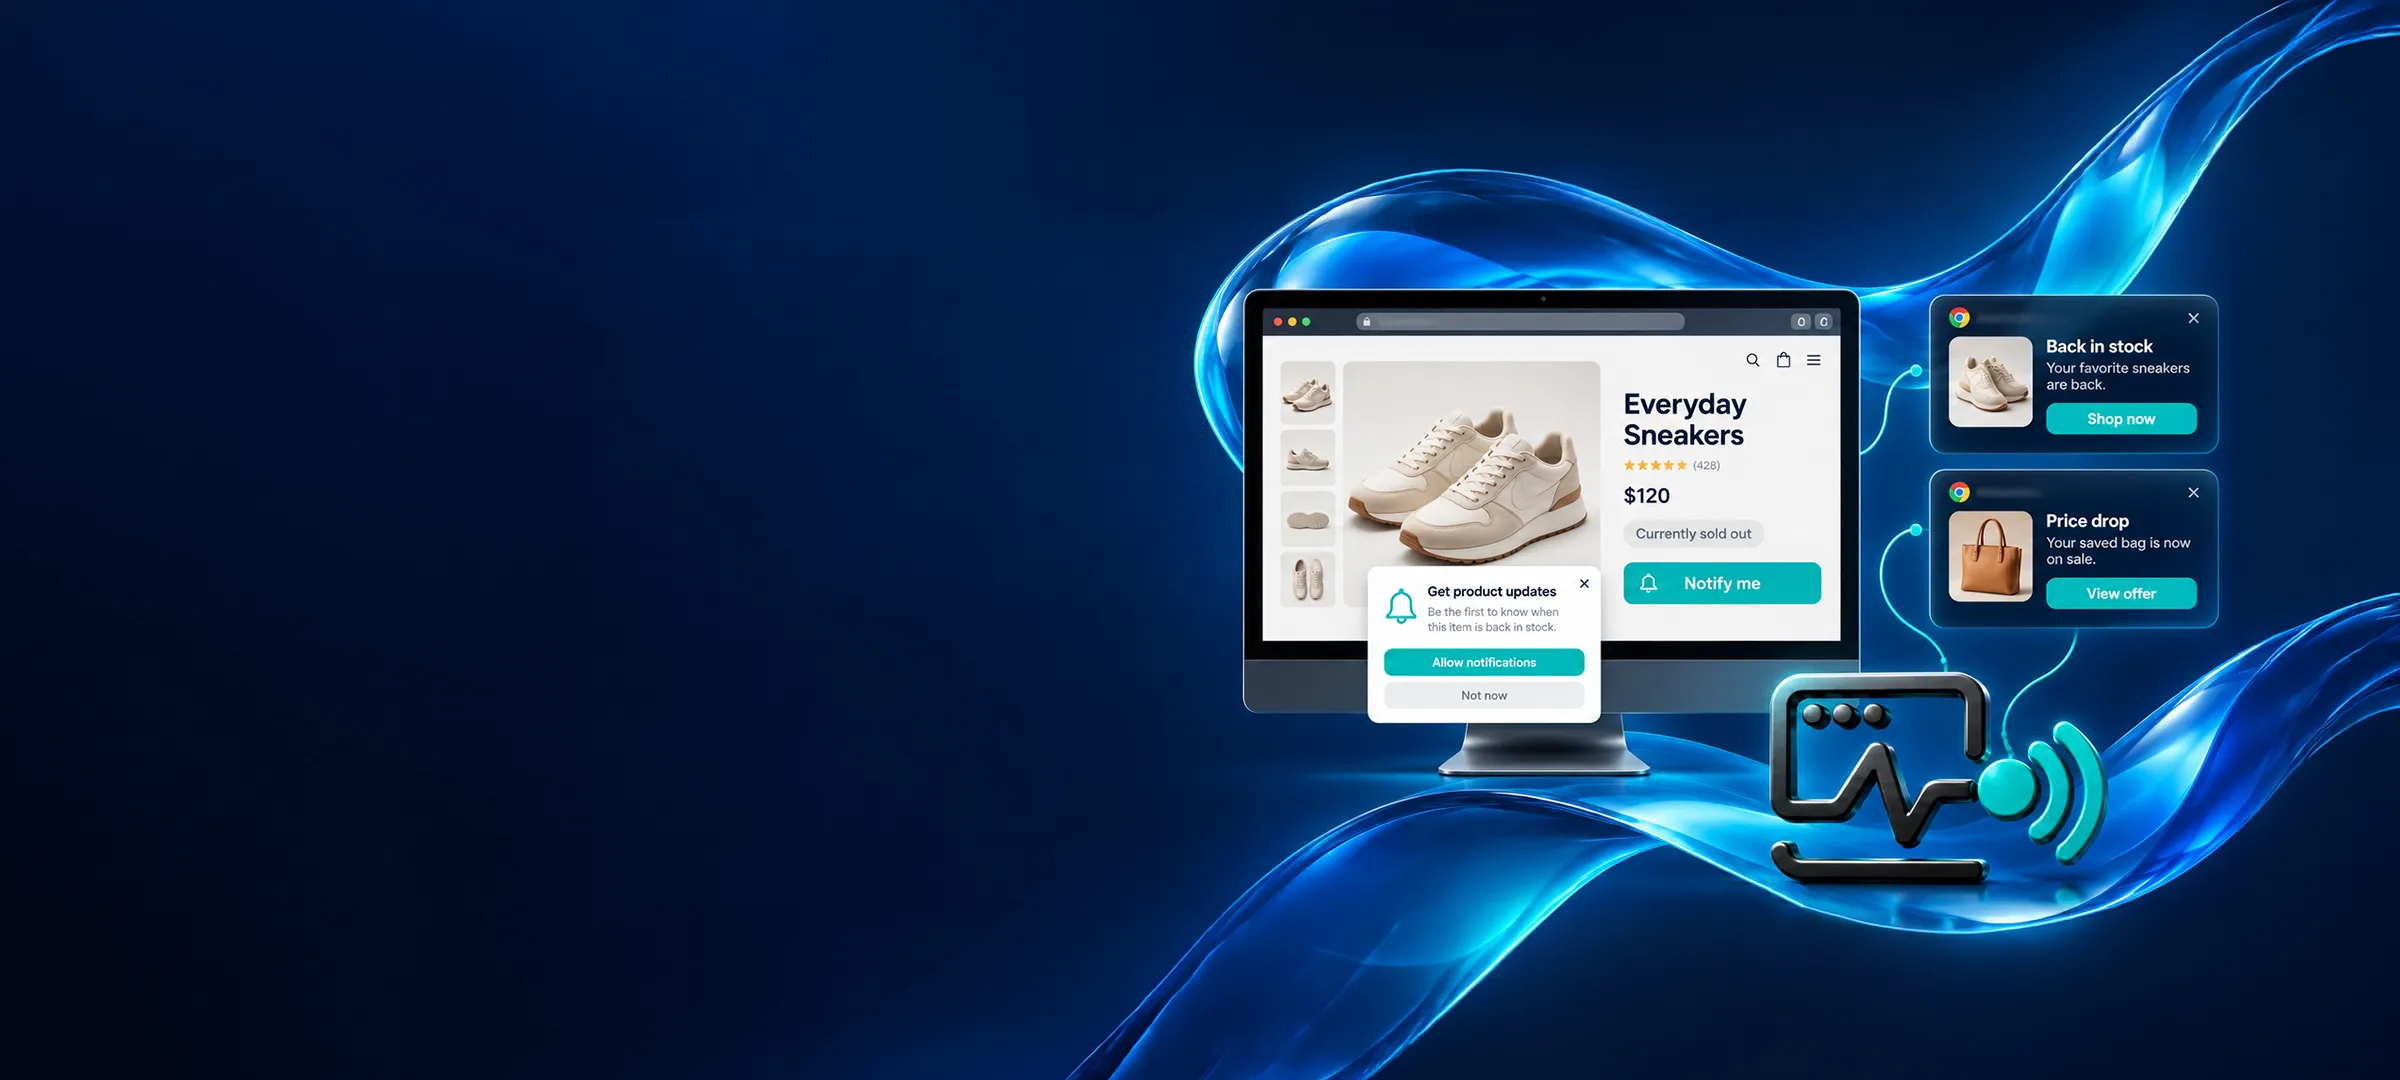 Everyday
Sneakers
(428)
$120
Currently sold out
Notify me
Get product updates
Be the first to know when
this item is back in stock.
Allow notifications
Not now
Back in stock
Your favorite sneakers
are back.
Shop now
Price drop
Your saved bag is now
on sale.
View offer